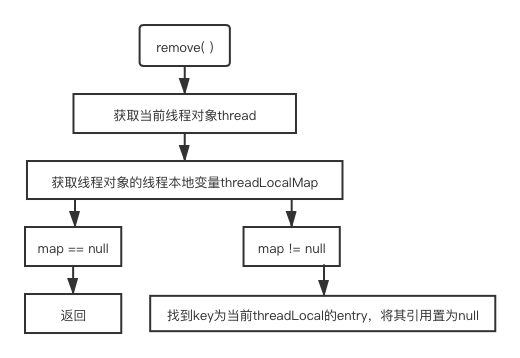 remove( )
获取当前线程对象thread
获取线程对象的线程本地变量threadLocalMap
map == null
map != null
返回
找到key为当前threadLocal的entry，将其引用置为null